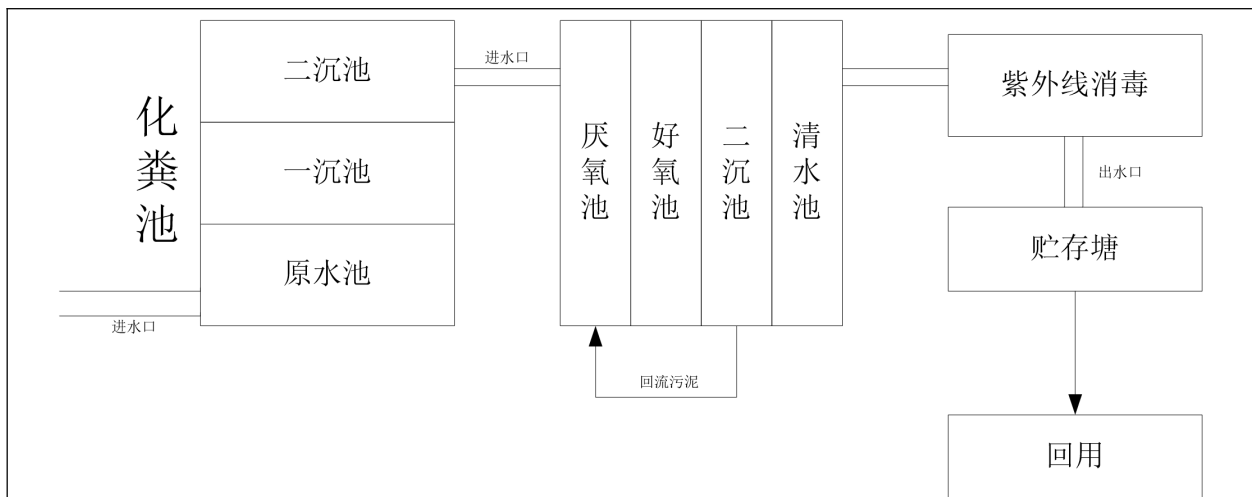 化粪池
二沉池
一沉池
原水池
进水口
进水口
厌氧池
好氧池
二沉池
清水池
回流污泥
紫外线消毒
出水口
贮存塘
回用